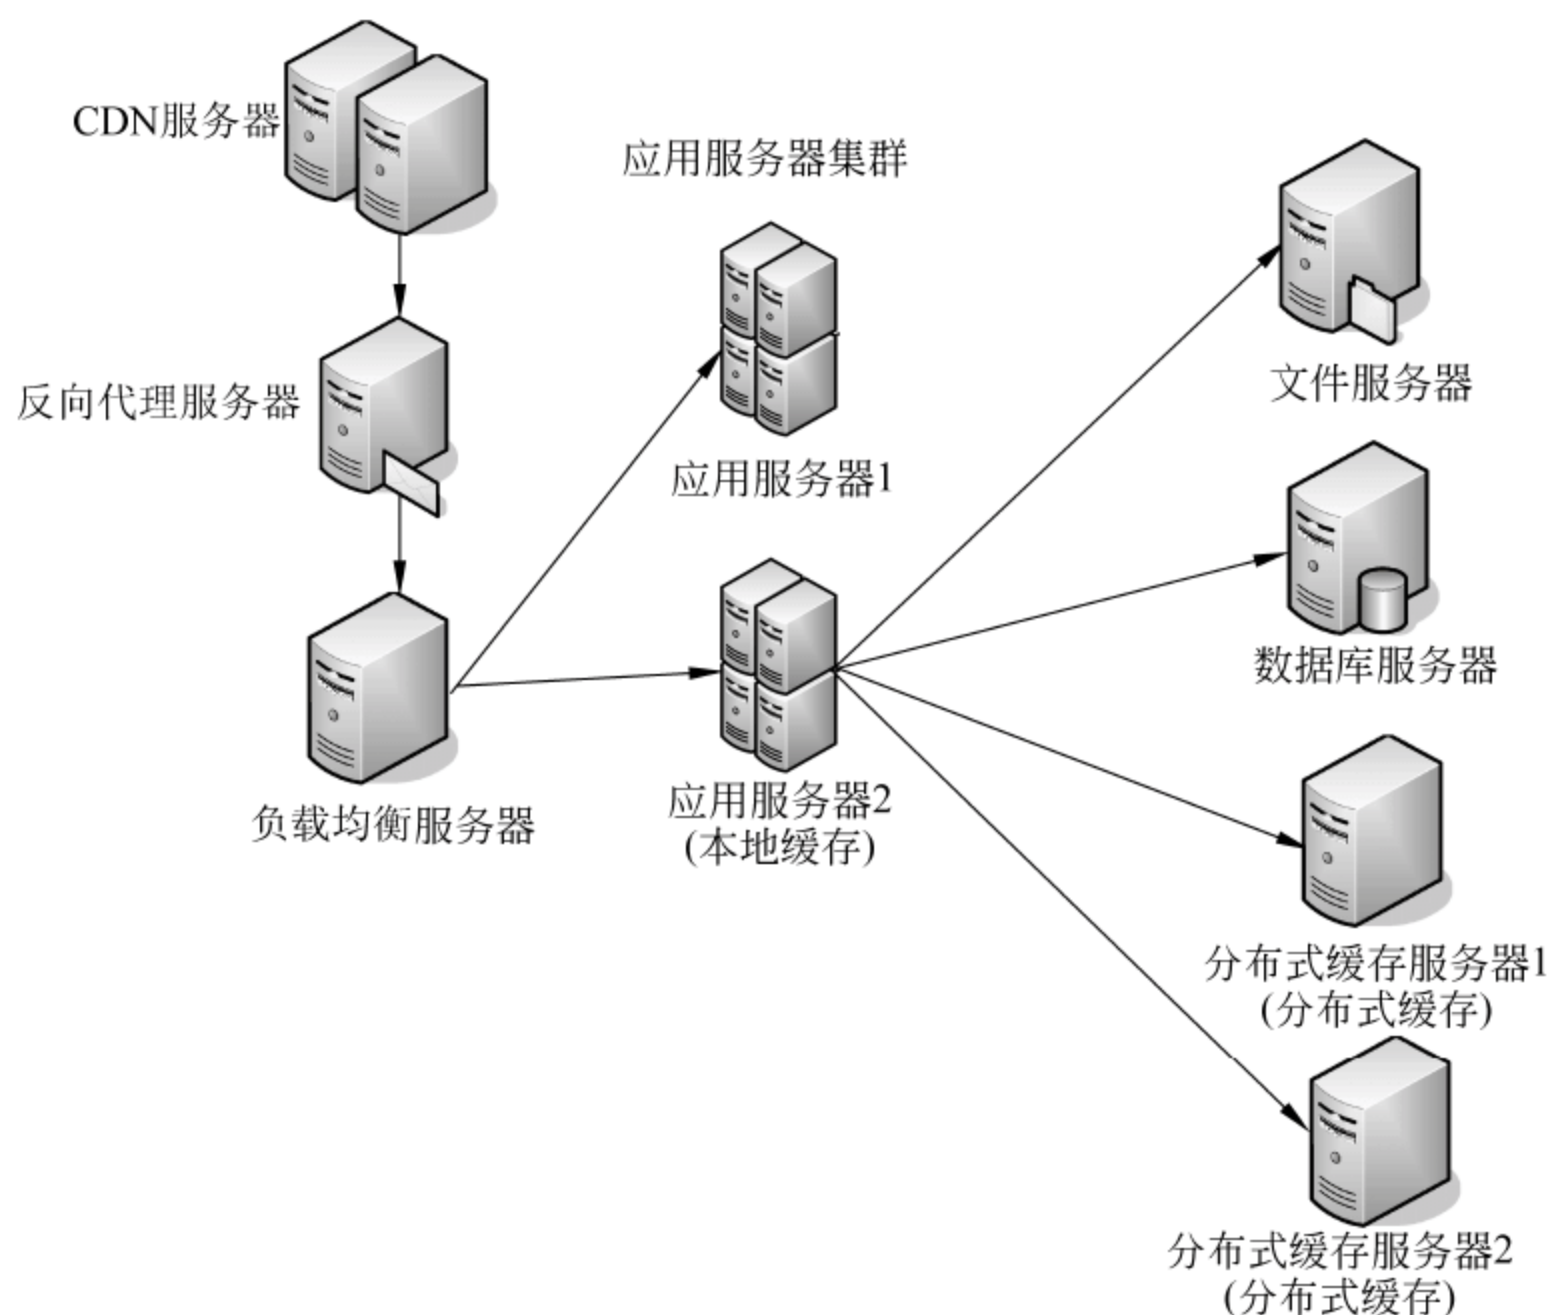 CDN服务器
反向代理服务器
负载均衡服务器
应用服务器集群
应用服务器1
应用服务器2
(本地缓存)
文件服务器
数据库服务器
分布式缓存服务器1
(分布式缓存)
分布式缓存服务器2
(分布式缓存)